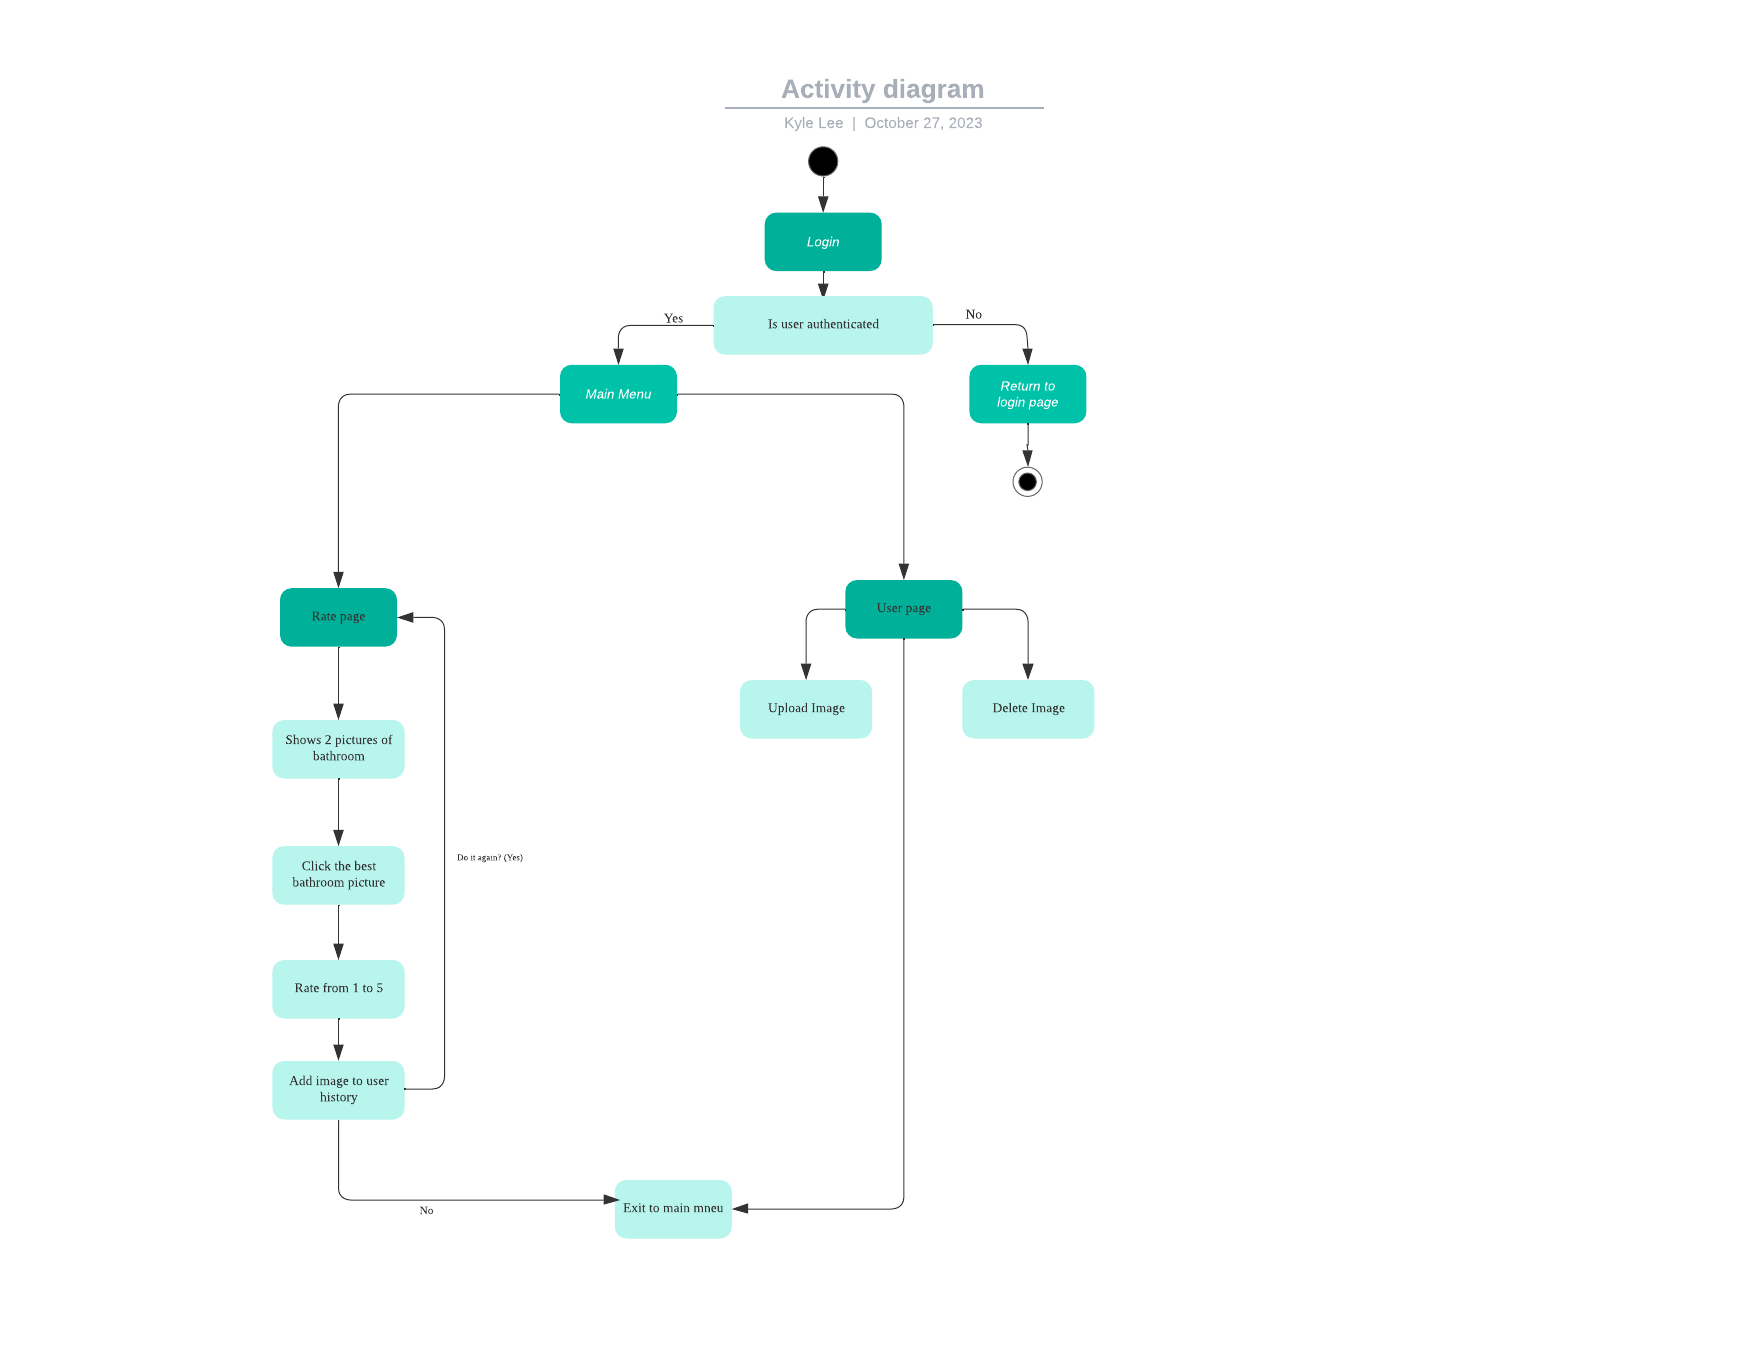 Activity diagram
Kyle Lee | October 27, 2023
Login
Is user authenticated
Yes
No
Main Menu
Return to
login page
Rate page
User page
Upload Image
Delete Image
Shows 2 pictures of
bathroom
Do it again? (Yes)
Click the best
bathroom picture
Rate from 1 to 5
Add image to user
history
No
Exit to main mneu